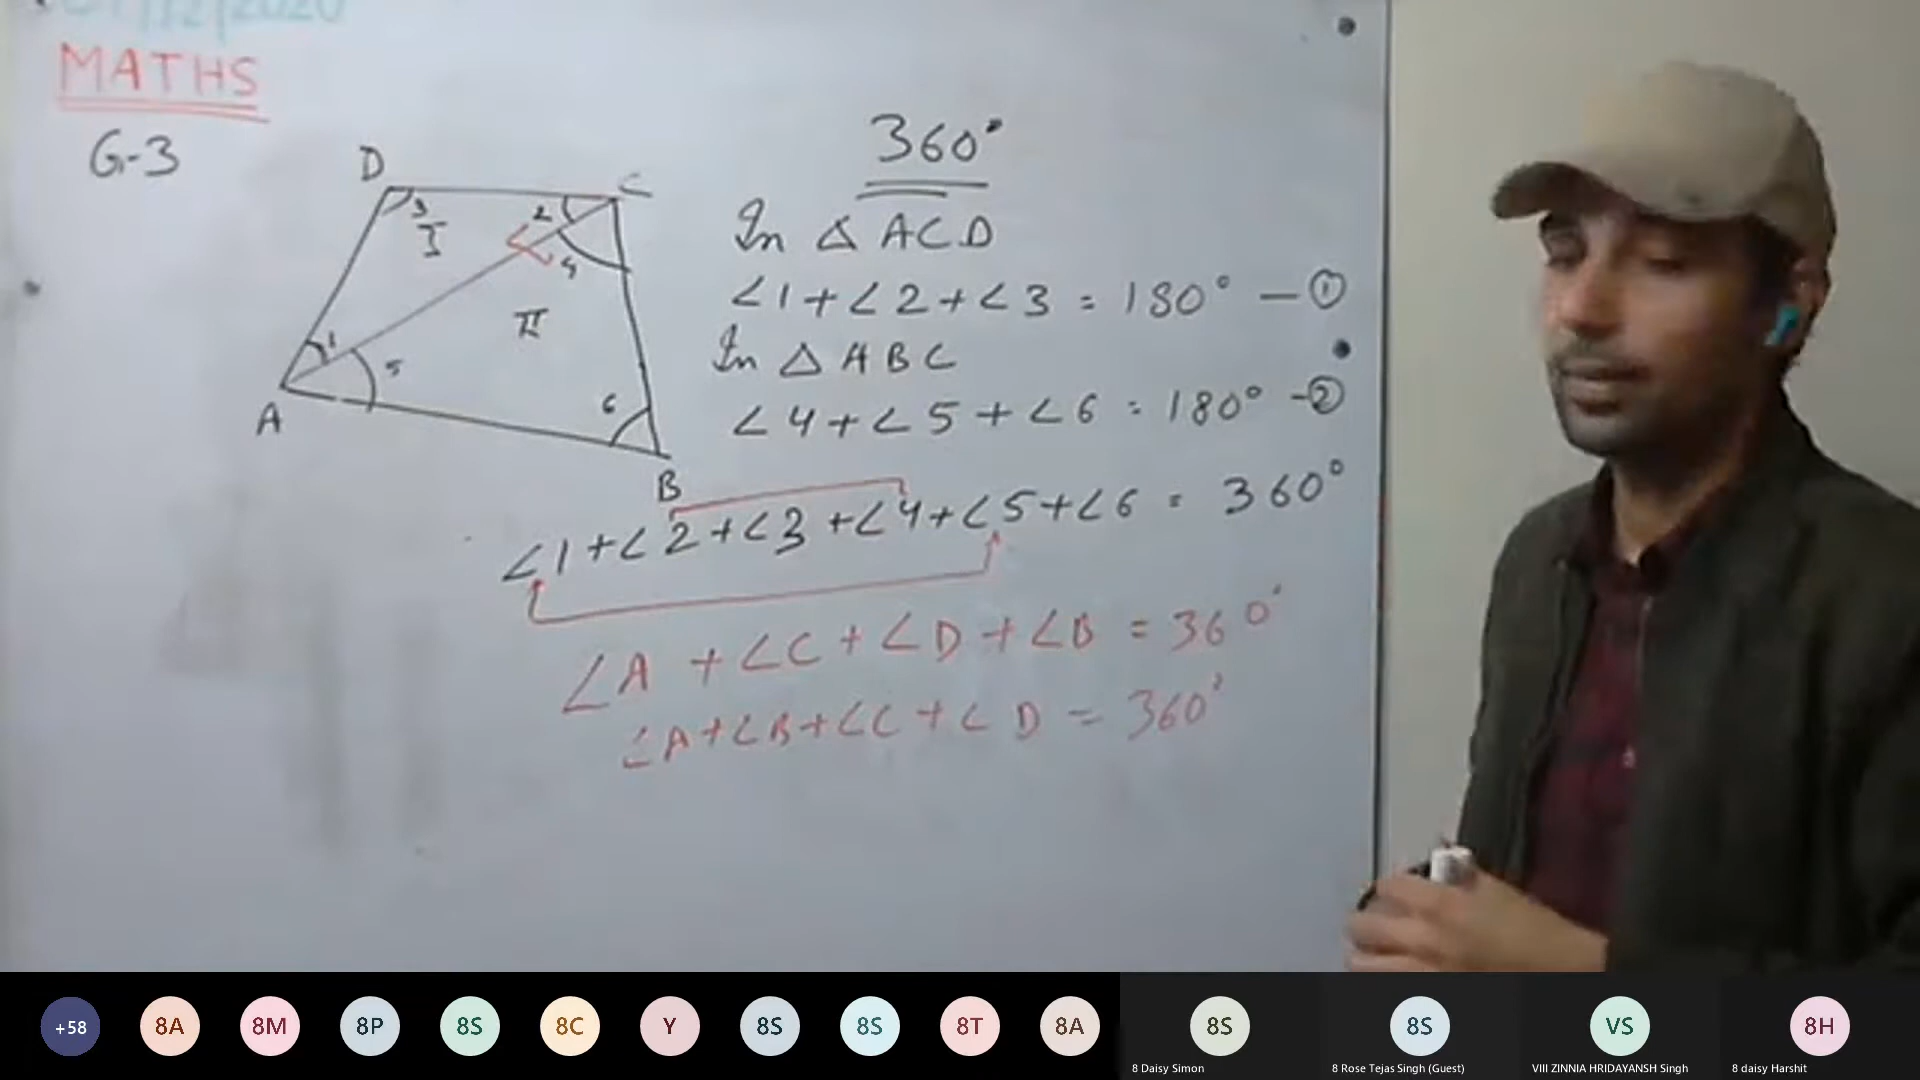 /12/2020
MATHS
G-3
360°
D
C
3
I
2
4
II
1
5
6
A
B
In △ ACD
∠1+∠2+∠3 = 180° — ①
In △ ABC
∠4+∠5+∠6 = 180° - ②
∠1+∠2+∠3+∠4+∠5+∠6 = 360°
∠A + ∠C + ∠D + ∠B = 360°
∠A+∠B+∠C+∠D = 360°
+58
8A
8M
8P
8S
8C
Y
8S
8S
8T
8A
8S
8S
VS
8H
8 Daisy Simon
8 Rose Tejas Singh (Guest)
VIII ZINNIA HRIDAYANSH Singh
8 daisy Harshit